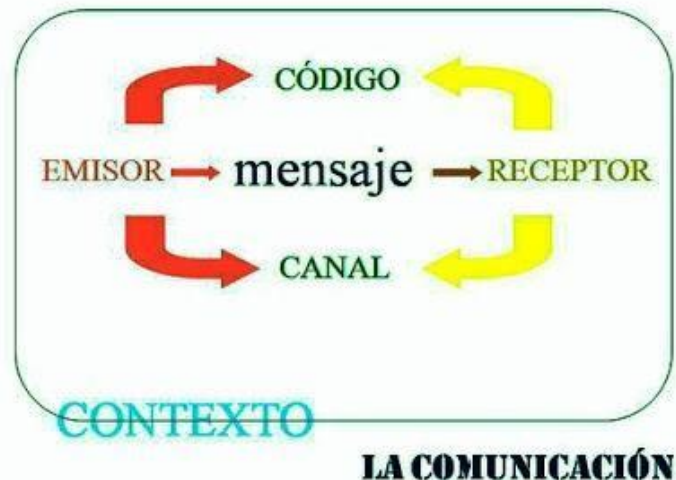 CÓDIGO
EMISOR mensaje RECEPTOR
CANAL
CONTEXTO
LA COMUNICACIÓN